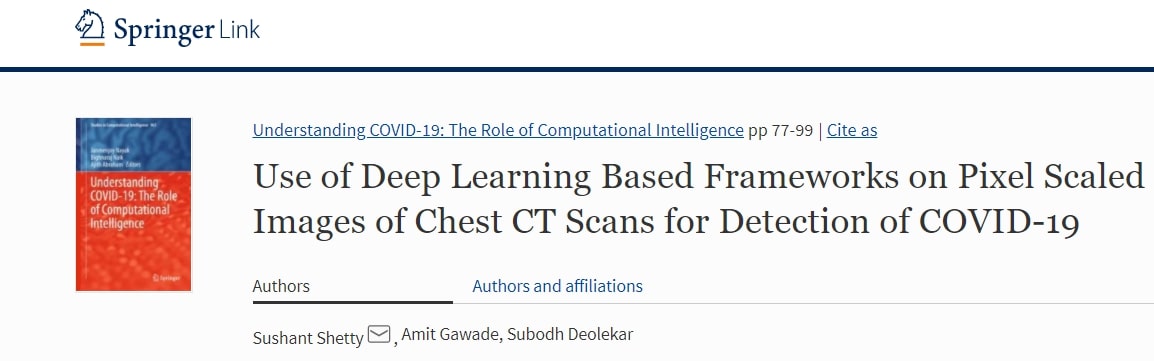 Springer Link
Understanding COVID-19: The Role of Computational Intelligence pp 77-99 | Cite as
Use of Deep Learning Based Frameworks on Pixel Scaled
Images of Chest CT Scans for Detection of COVID-19
Studies in Computational Intelligence
Janmenjoy Nayak
Bighnaraj Naik
Ajith Abraham Editors
Understanding
COVID-19: The Role
of Computational
Intelligence
Springer
Authors
Authors and affiliations
Sushant Shetty , Amit Gawade, Subodh Deolekar